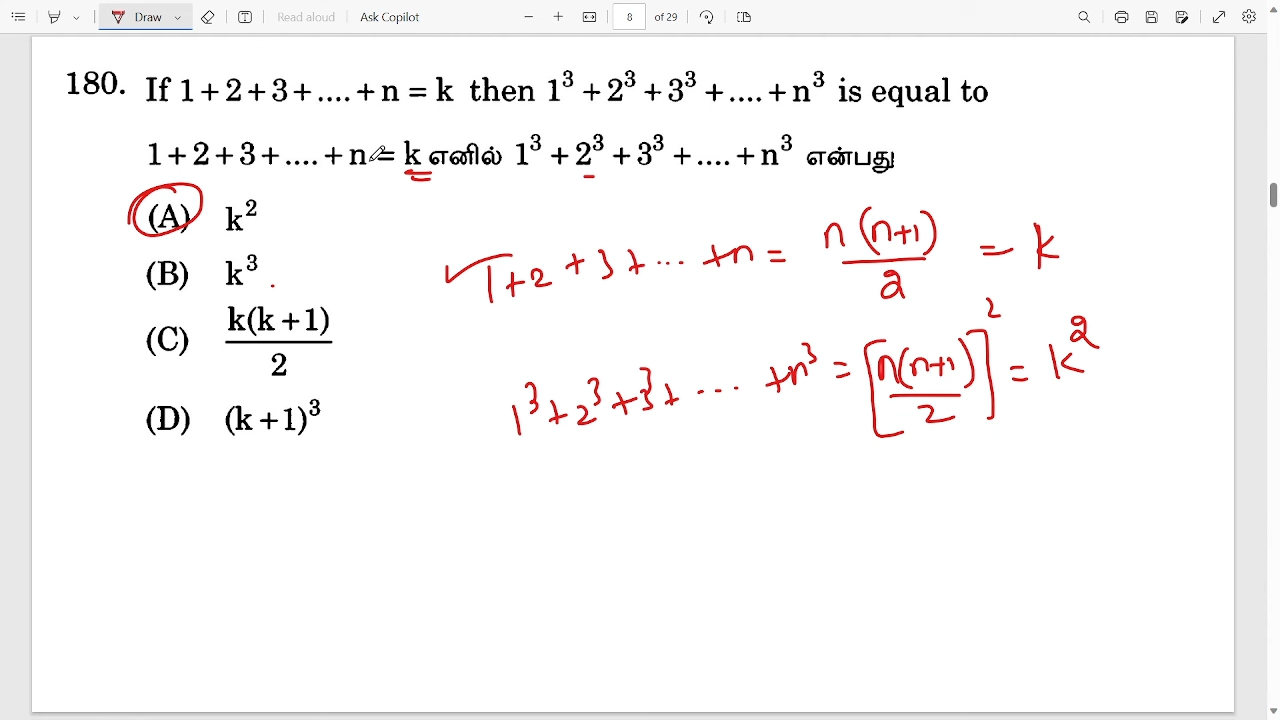 Draw Read aloud Ask Copilot 8 of 29
180. If 1 + 2 + 3 + .... + n = k then 1³ + 2³ + 3³ + .... + n³ is equal to
1 + 2 + 3 + .... + n = k எனில் 1³ + 2³ + 3³ + .... + n³ என்பது
(A) k²
(B) k³
(C) k(k + 1)/2
(D) (k + 1)³
1 + 2 + 3 + ... + n = n(n+1)/2 = k
1³ + 2³ + 3³ + .... + n³ = [n(n+1)/2]² = k²